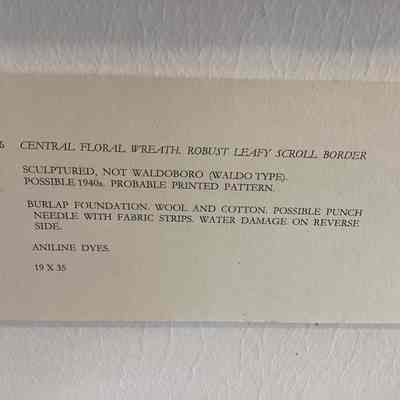 6 CENTRAL FLORAL WREATH. ROBUST LEAFY SCROLL BORDER
SCULPTURED, NOT WALDOBORO (WALDO TYPE).
POSSIBLE 1940s. PROBABLE PRINTED PATTERN.
BURLAP FOUNDATION. WOOL AND COTTON. POSSIBLE PUNCH
NEEDLE WITH FABRIC STRIPS. WATER DAMAGE ON REVERSE
SIDE.
ANILINE DYES.
19 X 35